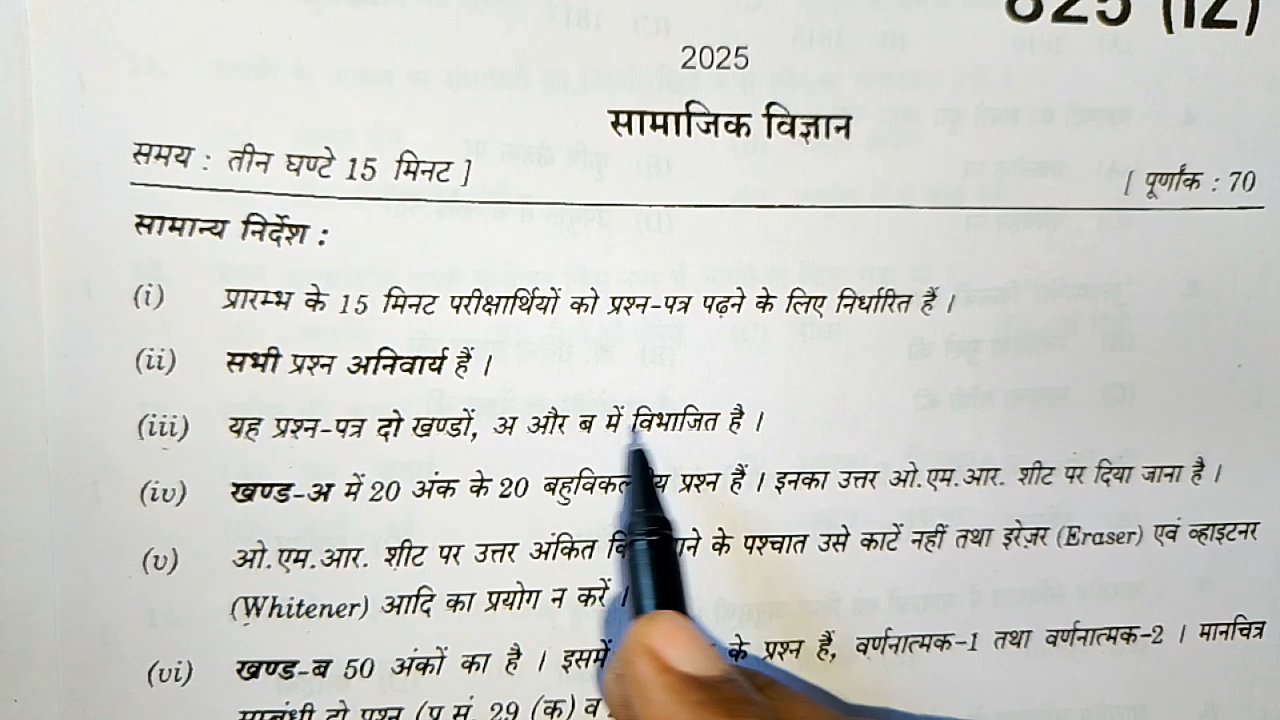 825 (IZ)
2025
सामाजिक विज्ञान
समय : तीन घण्टे 15 मिनट ]
[ पूर्णांक : 70
सामान्य निर्देश :
(i) प्रारम्भ के 15 मिनट परीक्षार्थियों को प्रश्न-पत्र पढ़ने के लिए निर्धारित हैं ।
(ii) सभी प्रश्न अनिवार्य हैं ।
(iii) यह प्रश्न-पत्र दो खण्डों, अ और ब में विभाजित है ।
(iv) खण्ड-अ में 20 अंक के 20 प्रश्न हैं । इनका उत्तर ओ.एम.आर. शीट पर दिया जाना है ।
(v) ओ.एम.आर. शीट पर उत्तर अंकित के पश्चात उसे काटें नहीं तथा इरेज़र (Eraser) एवं व्हाइटनर
(Whitener) आदि का प्रयोग न करें ।
(vi) खण्ड-ब 50 अंकों का है । इसमें के प्रश्न हैं, वर्णनात्मक-1 तथा वर्णनात्मक-2 । मानचित्र
सम्बंधी दो प्रश्न (प्र.सं. 29 (क) व